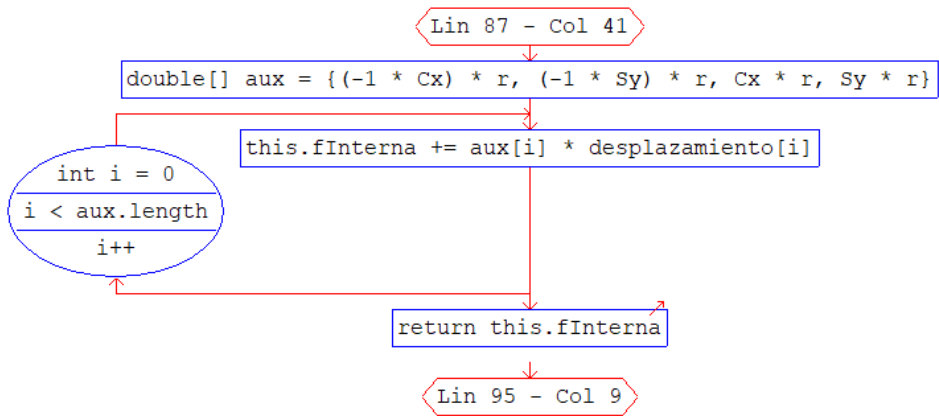 Lin 87 - Col 41
double[] aux = {(-1 * Cx) * r, (-1 * Sy) * r, Cx * r, Sy * r}
this.fInterna += aux[i] * desplazamiento[i]
int i = 0
i < aux.length
i++
return this.fInterna
Lin 95 - Col 9